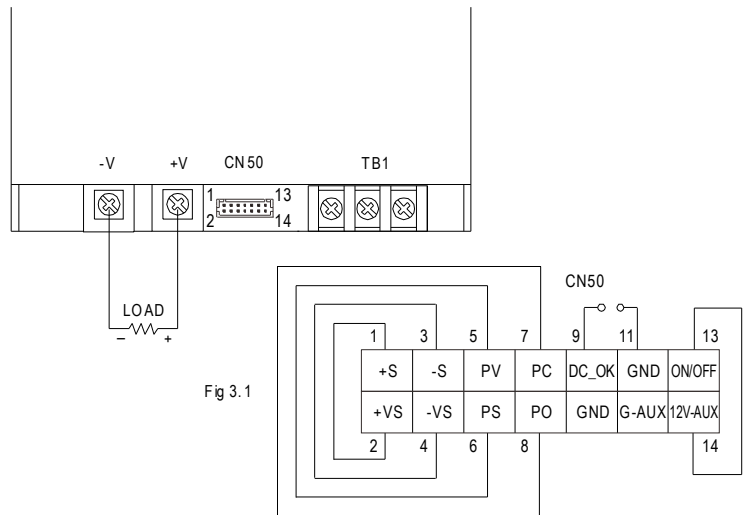 -V +V CN50 TB1
1 13
2 14
LOAD
− +
CN50
1 3 5 7 9 11 13
+S -S PV PC DC_OK GND ON/OFF
Fig 3.1
+VS -VS PS PO GND G-AUX 12V-AUX
2 4 6 8 14